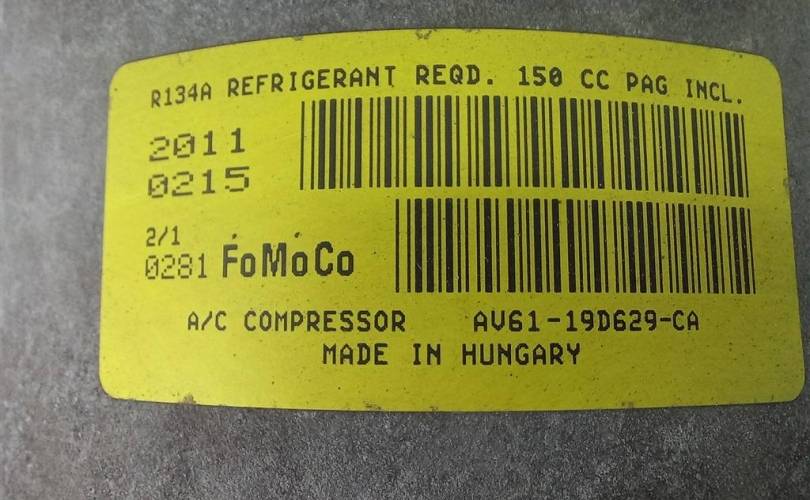 R134A REFRIGERANT REQD. 150 CC PAG INCL.
2011
0215
2/1
0281 FoMoCo
A/C COMPRESSOR AV61-19D629-CA
MADE IN HUNGARY